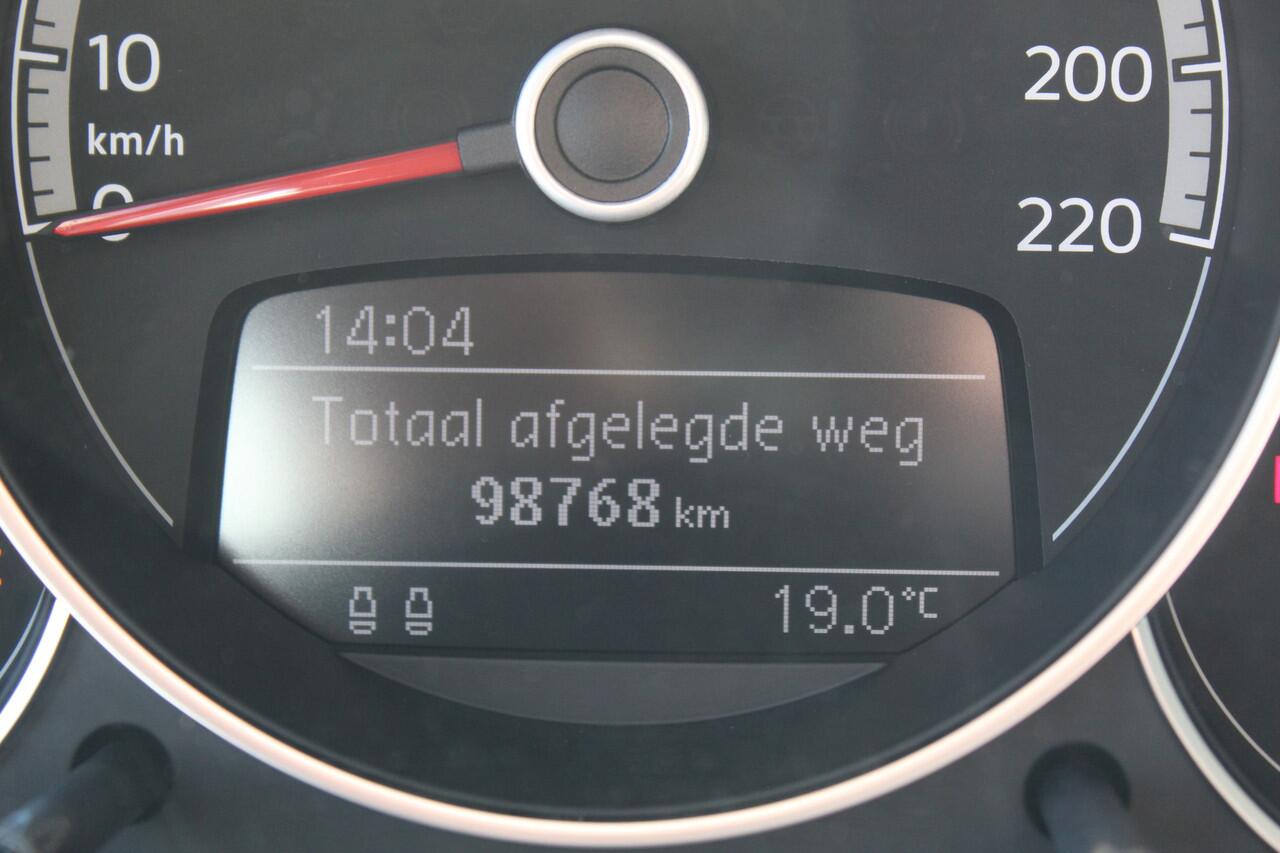 10
200
km/h
0
220
14:04
Totaal afgelegde weg
98768 km
19.0°C